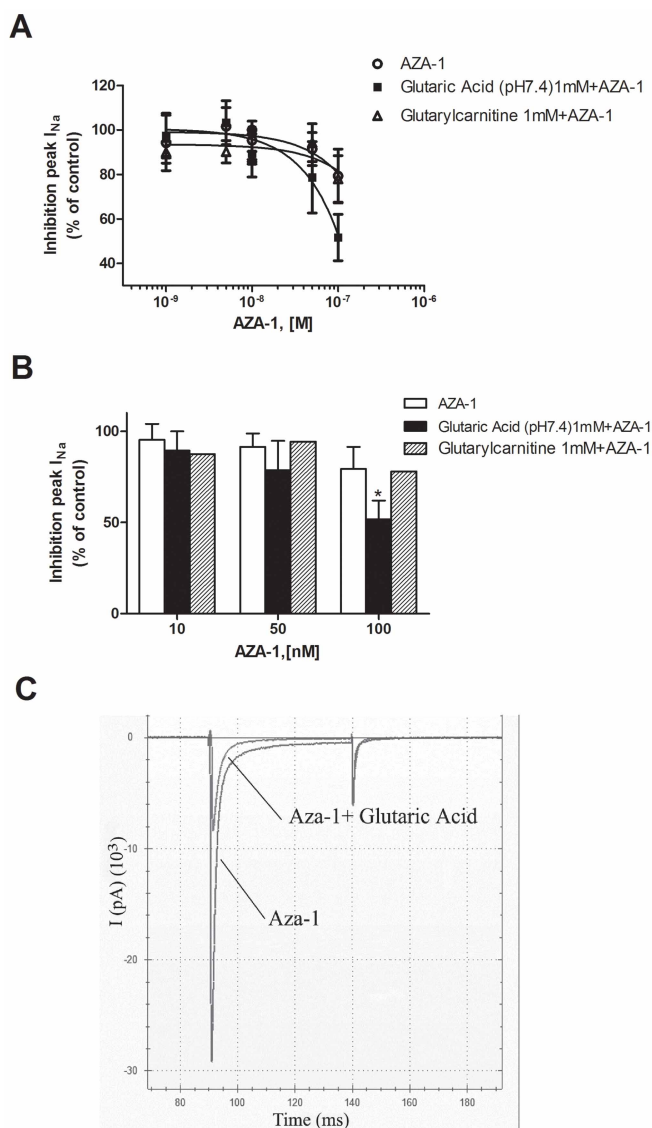 A
AZA-1
Glutaric Acid (pH7.4)1mM+AZA-1
Glutarylcarnitine 1mM+AZA-1
Inhibition peak INa
(% of control)
120
100
80
60
40
10-9
10-8
10-7
10-6
AZA-1, [M]
B
AZA-1
Glutaric Acid (pH7.4)1mM+AZA-1
Glutarylcarnitine 1mM+AZA-1
Inhibition peak INa
(% of control)
100
50
0
*
10
50
100
AZA-1,[nM]
C
I (pA) (10³)
0
-10
-20
-30
Aza-1+ Glutaric Acid
Aza-1
80
100
120
140
160
180
Time (ms)